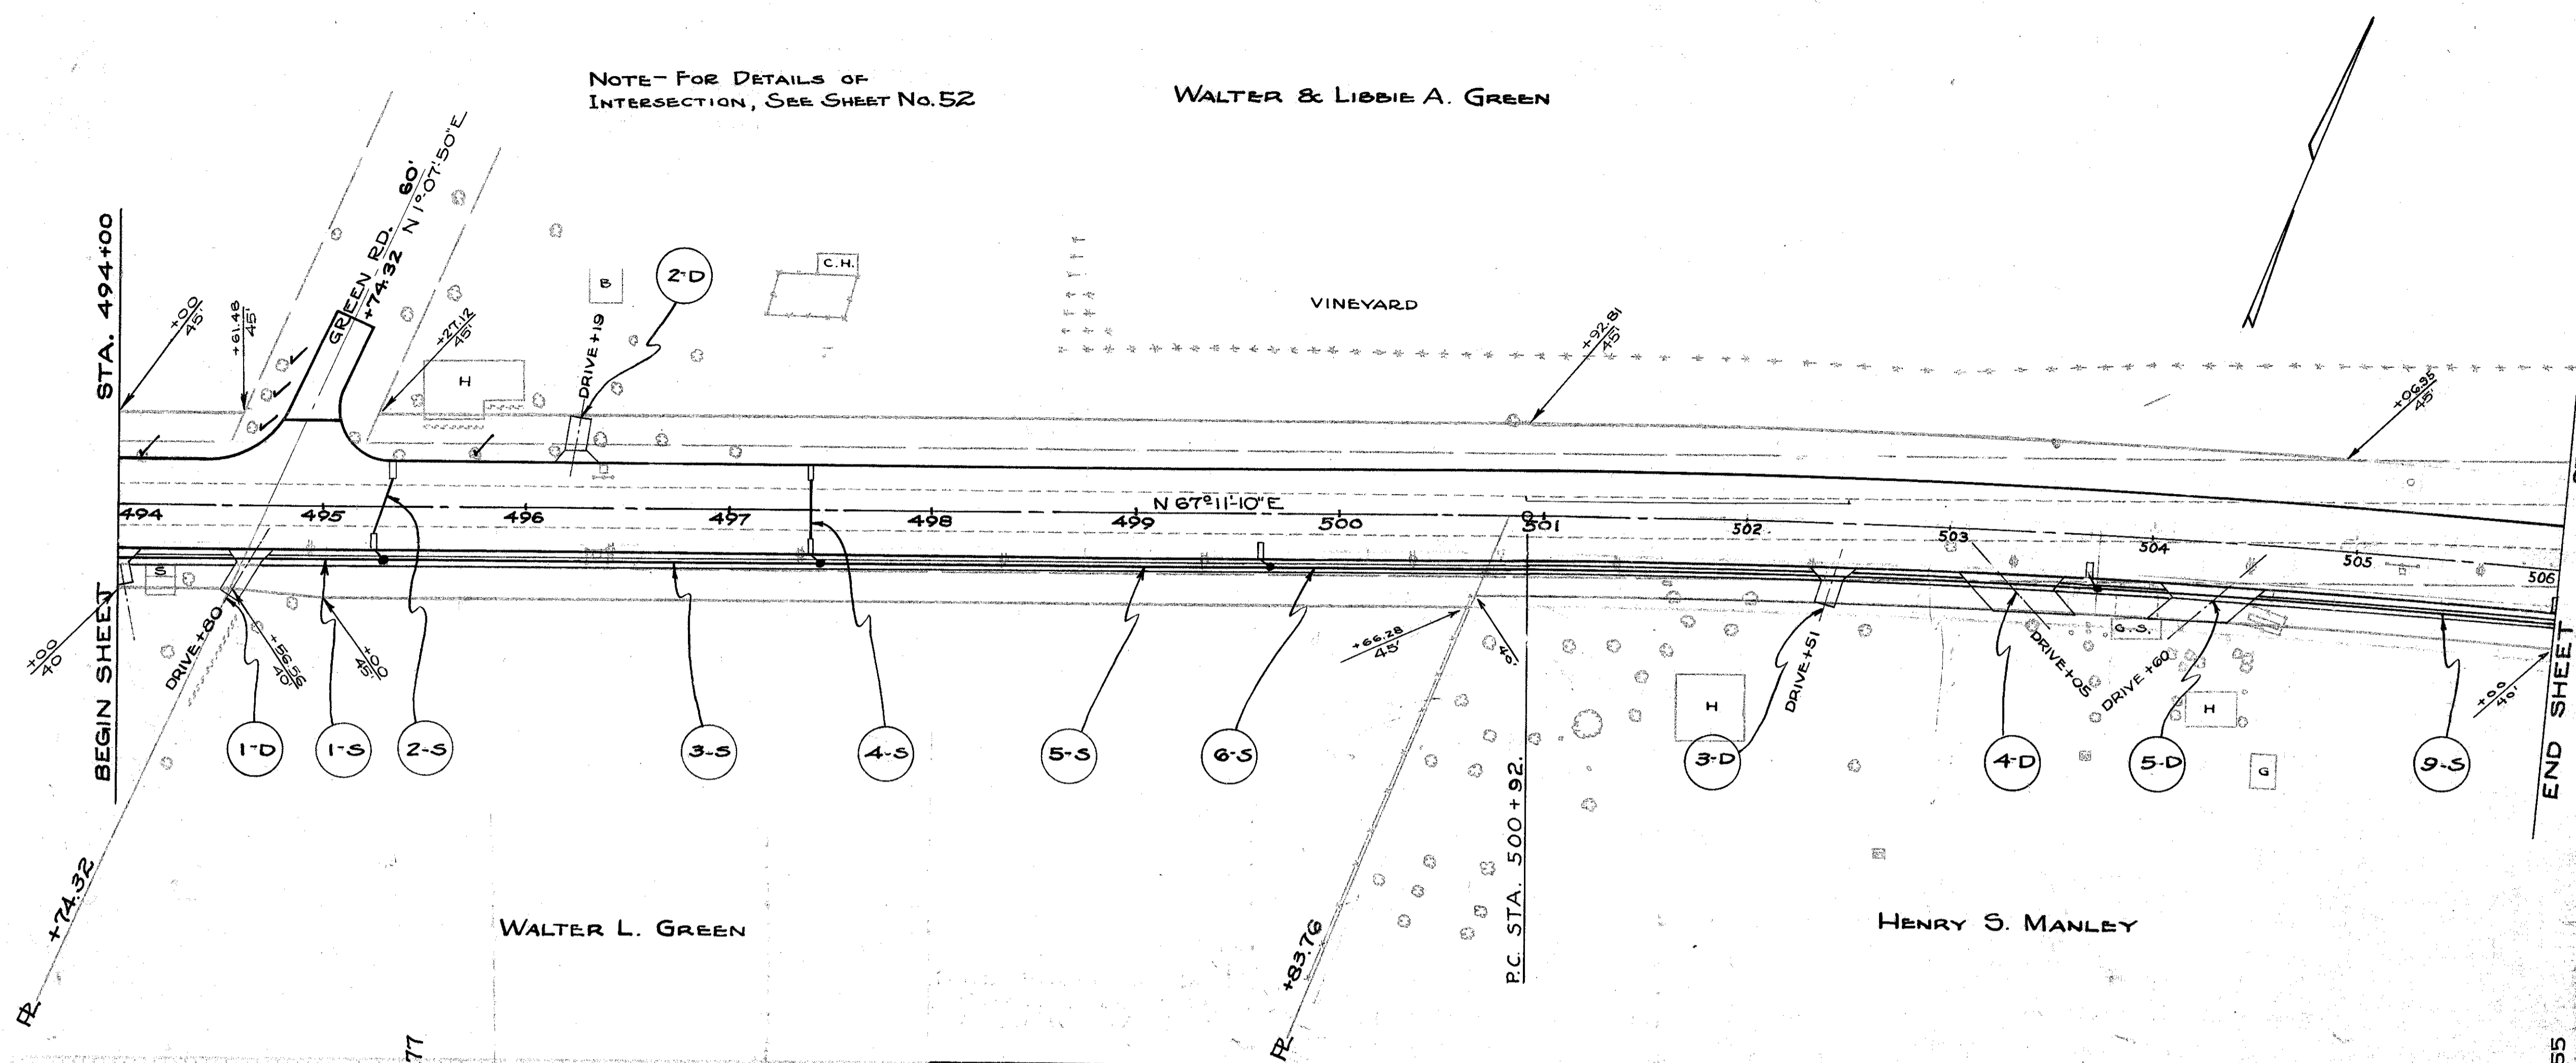 NOTE- FOR DETAILS OF
INTERSECTION, SEE SHEET NO. 52
WALTER & LIBBIE A. GREEN
STA. 494+00
BEGIN SHEET
GREEN RD. 60'
+74.32 N 1°-07'-50"E
+00
45'
+61.48
45'
+27.12
45'
H
B
DRIVE +19
2-D
C.H.
VINEYARD
+92.81
45'
+06.95
45'
N 67°-11'-10"E
494
495
496
497
498
499
500
501
502
503
504
505
506
S
+00
40
DRIVE +80
+56.56
40'
+00
45'
+66.28
45'
40'
DRIVE +51
DRIVE +05
DRIVE +60
G.S.
H
H
G
+00
40'
1-D
1-S
2-S
3-S
4-S
5-S
6-S
3-D
4-D
5-D
9-S
P.C. STA. 500+92.
END SHEET
+74.32
PL
WALTER L. GREEN
+83.76
PL
HENRY S. MANLEY
77
55